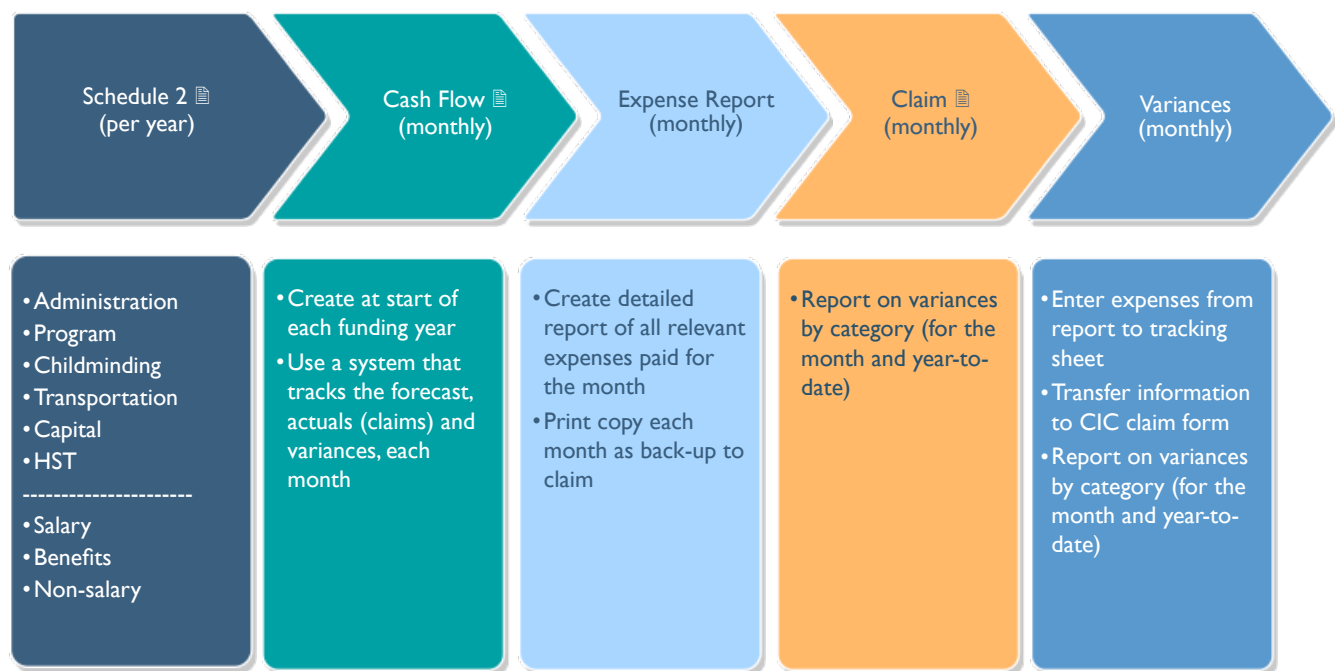 Schedule 2 🖹
(per year)
Cash Flow 🖹
(monthly)
Expense Report
(monthly)
Claim 🖹
(monthly)
Variances
(monthly)
•Administration
•Program
•Childminding
•Transportation
•Capital
•HST
----------------------
•Salary
•Benefits
•Non-salary
•Create at start of
each funding year
•Use a system that
tracks the forecast,
actuals (claims) and
variances, each
month
•Create detailed
report of all relevant
expenses paid for
the month
•Print copy each
month as back-up to
claim
•Report on variances
by category (for the
month and year-to-
date)
•Enter expenses from
report to tracking
sheet
•Transfer information
to CIC claim form
•Report on variances
by category (for the
month and year-to-
date)